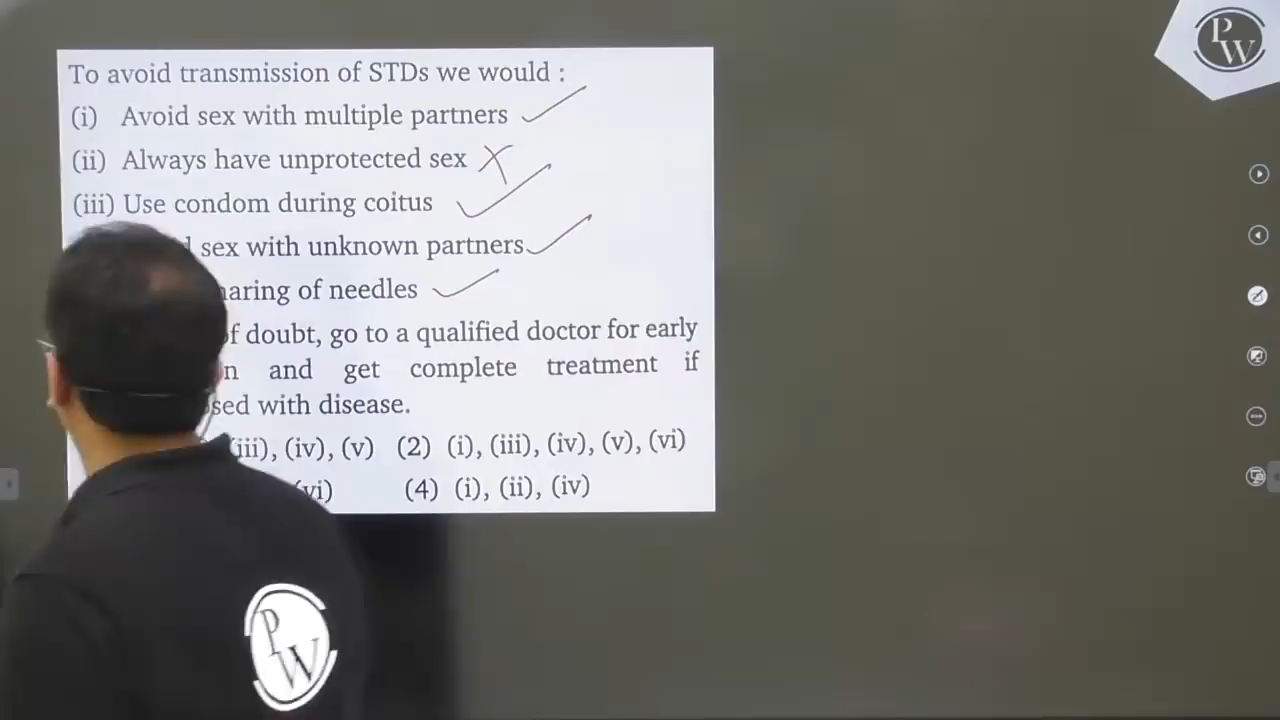 PW
To avoid transmission of STDs we would :
(i) Avoid sex with multiple partners
(ii) Always have unprotected sex
(iii) Use condom during coitus
sex with unknown partners
of needles
doubt, go to a qualified doctor for early
and get complete treatment if
with disease.
(iii), (iv), (v) (2) (i), (iii), (iv), (v), (vi)
(vi) (4) (i), (ii), (iv)
PW